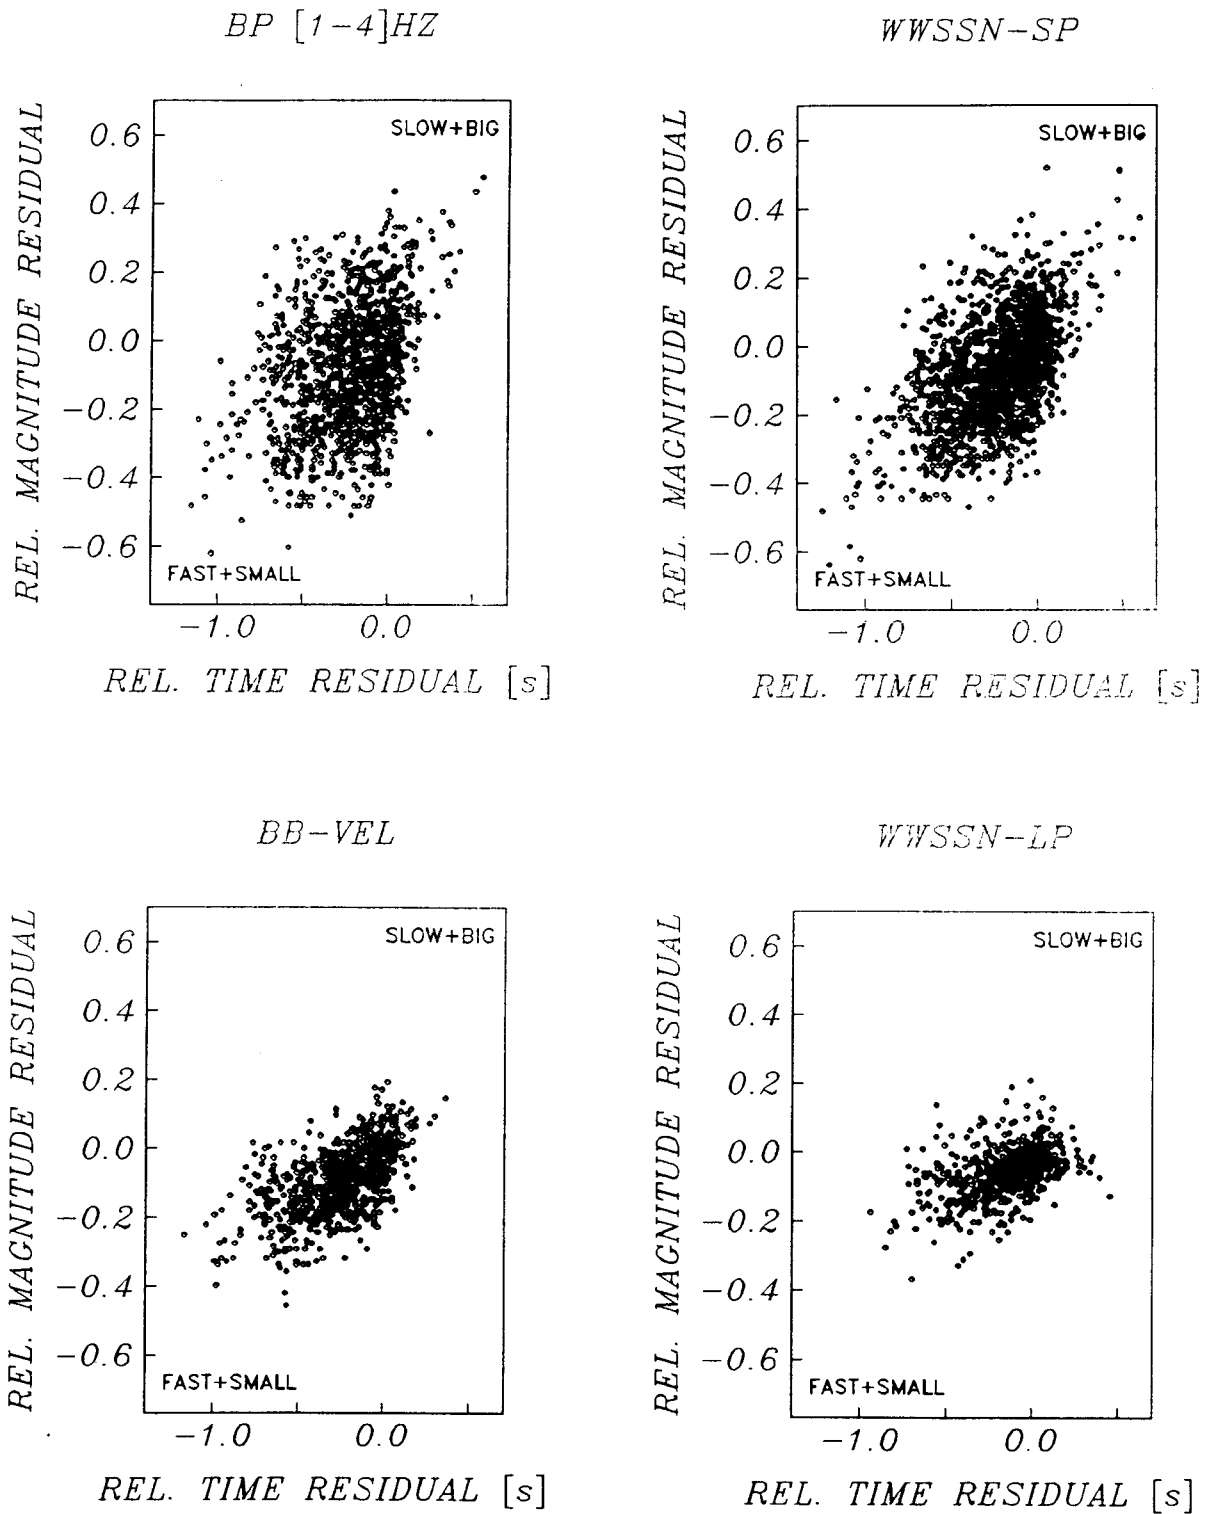 BP [1-4]HZ
REL. MAGNITUDE RESIDUAL
0.6
0.4
0.2
0.0
-0.2
-0.4
-0.6
SLOW+BIG
FAST+SMALL
-1.0 0.0
REL. TIME RESIDUAL [s]
WWSSN-SP
REL. MAGNITUDE RESIDUAL
0.6
0.4
0.2
0.0
-0.2
-0.4
-0.6
SLOW+BIG
FAST+SMALL
-1.0 0.0
REL. TIME RESIDUAL [s]
BB-VEL
REL. MAGNITUDE RESIDUAL
0.6
0.4
0.2
0.0
-0.2
-0.4
-0.6
SLOW+BIG
FAST+SMALL
-1.0 0.0
REL. TIME RESIDUAL [s]
WWSSN-LP
REL. MAGNITUDE RESIDUAL
0.6
0.4
0.2
0.0
-0.2
-0.4
-0.6
SLOW+BIG
FAST+SMALL
-1.0 0.0
REL. TIME RESIDUAL [s]